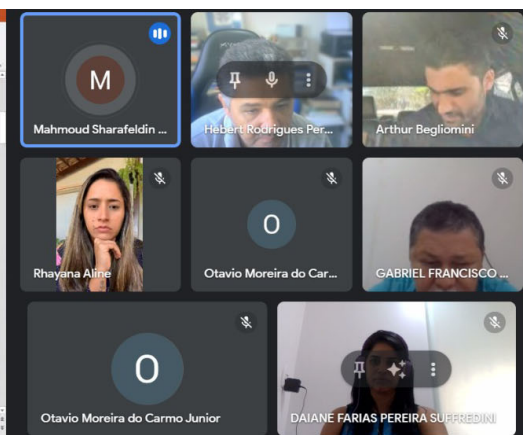 M
Mahmoud Sharafeldin ...
Hebert Rodrigues Per...
Arthur Begliomini
Rhayana Aline
O
Otavio Moreira do Car...
GABRIEL FRANCISCO ...
O
Otavio Moreira do Carmo Junior
DAIANE FARIAS PEREIRA SUFFREDINI